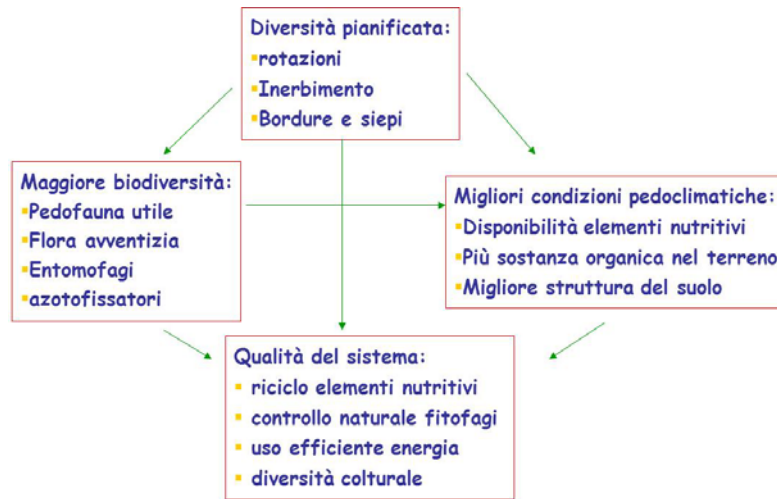 Diversità pianificata:
▪rotazioni
▪Inerbimento
▪Bordure e siepi
Maggiore biodiversità:
▪Pedofauna utile
▪Flora avventizia
▪Entomofagi
▪azotofissatori
Migliori condizioni pedoclimatiche:
▪Disponibilità elementi nutritivi
▪Più sostanza organica nel terreno
▪Migliore struttura del suolo
Qualità del sistema:
▪ riciclo elementi nutritivi
▪ controllo naturale fitofagi
▪ uso efficiente energia
▪ diversità colturale